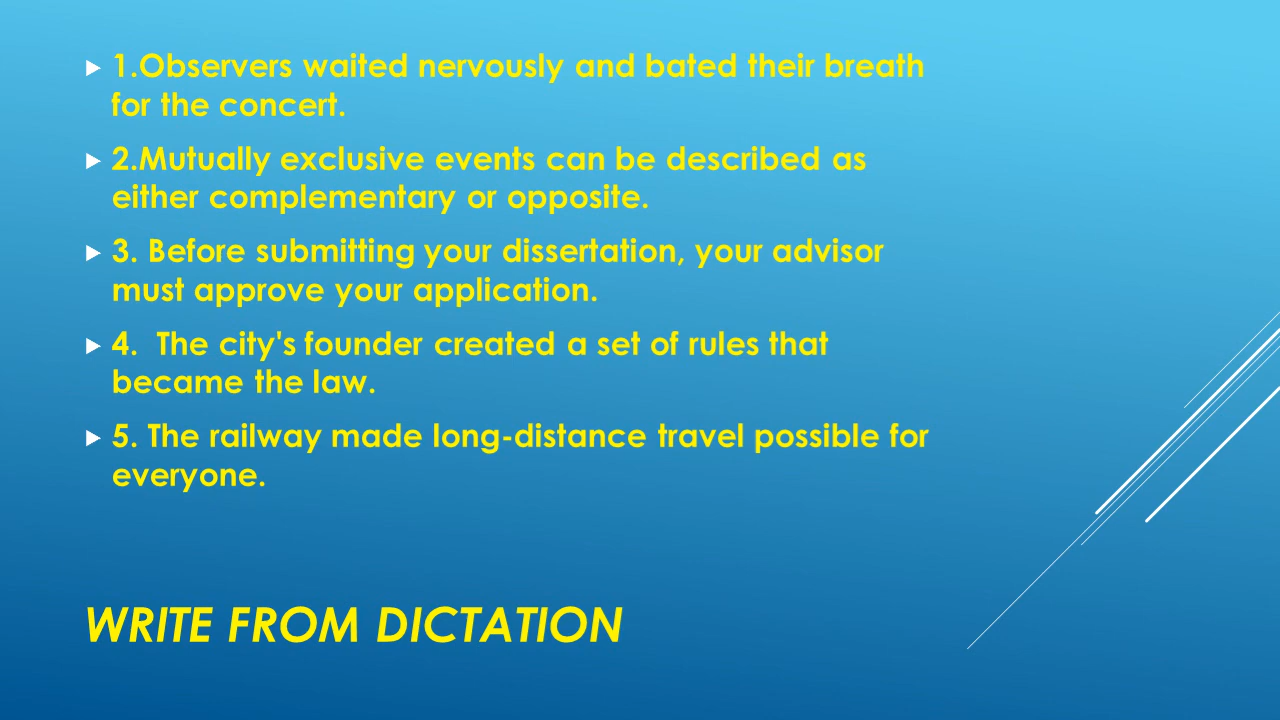 1.Observers waited nervously and bated their breath
for the concert.
2.Mutually exclusive events can be described as
either complementary or opposite.
3. Before submitting your dissertation, your advisor
must approve your application.
4.  The city's founder created a set of rules that
became the law.
5. The railway made long-distance travel possible for
everyone.
WRITE FROM DICTATION